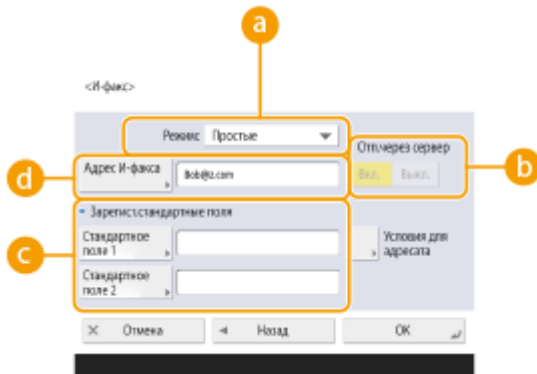 a
<И-факс>
Режим: Простые
Отп.через сервер
Вкл. Выкл.
b
d
Адрес И-факса
Bob@z.com
Зарегист.стандартные поля
c
Стандартное
поле 1
Условия для
адресата
Стандартное
поле 2
Отмена
Назад
OK